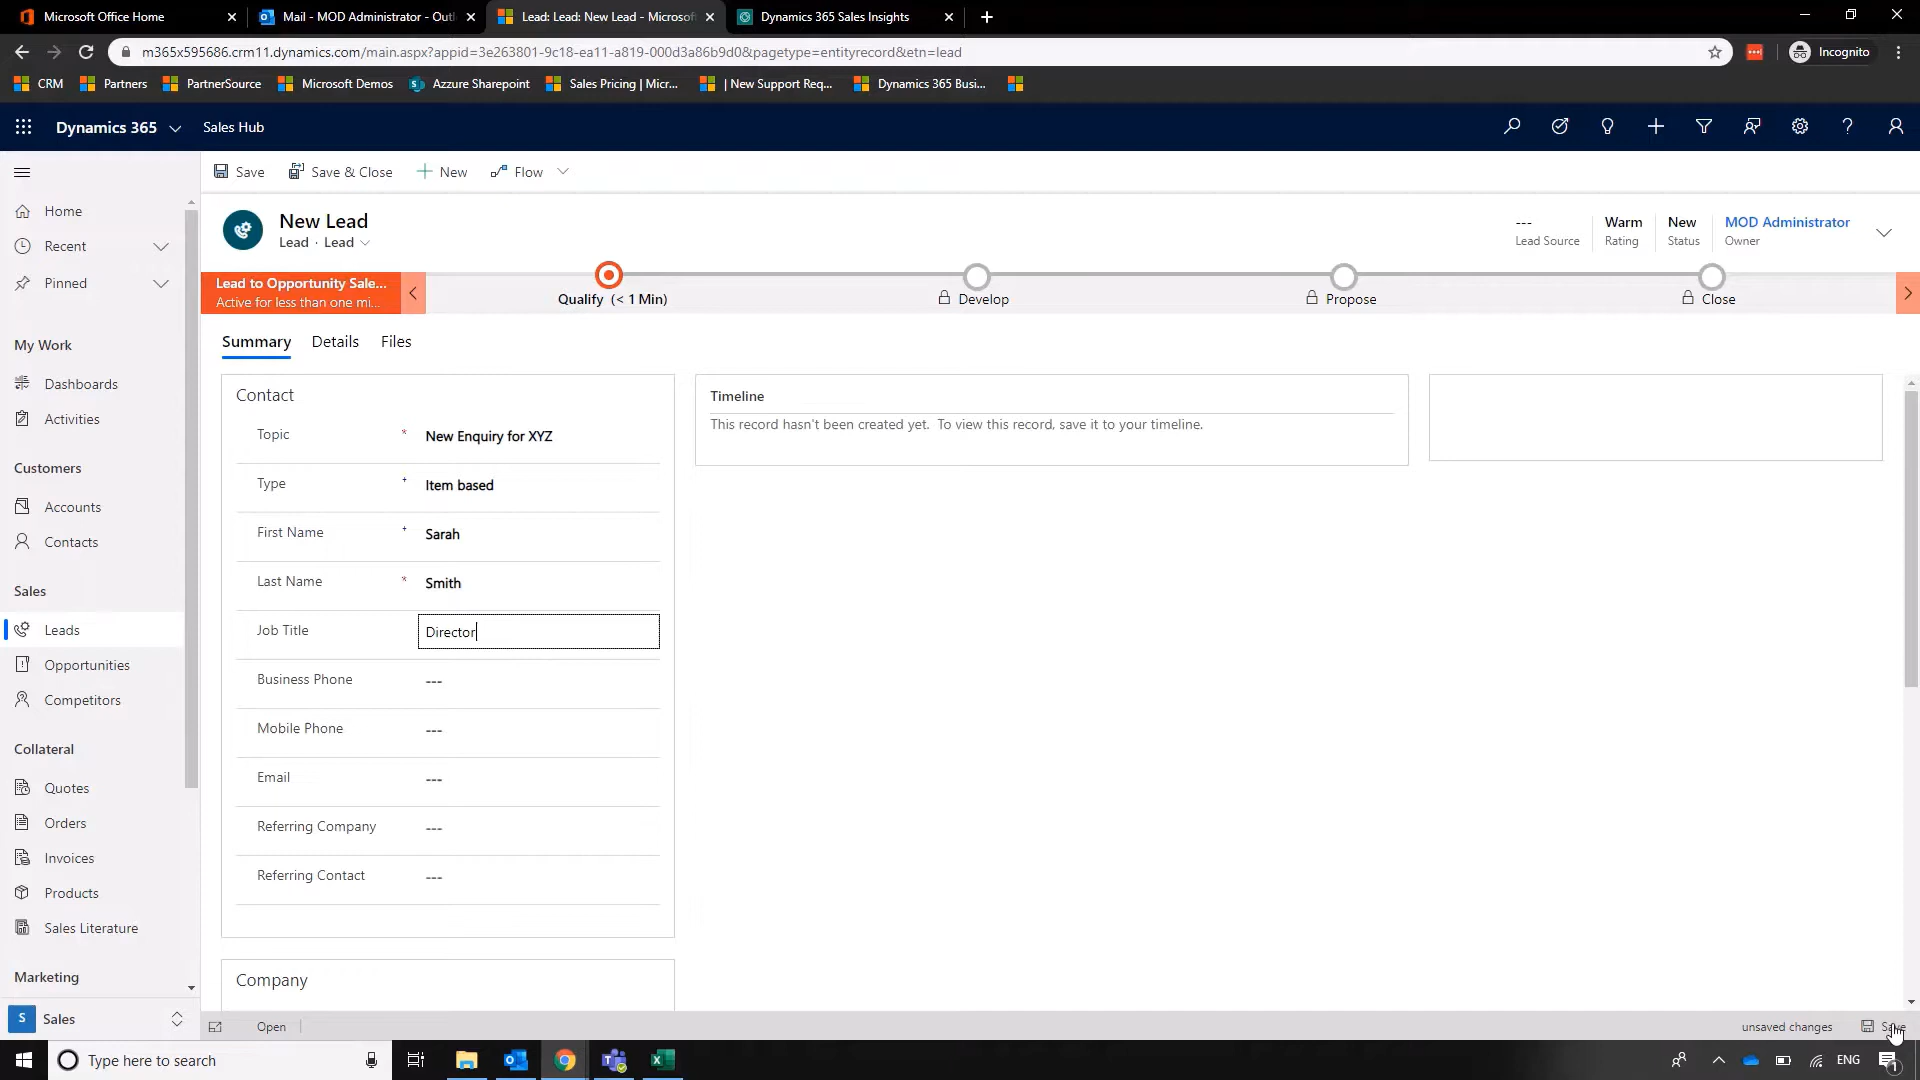 Microsoft Office Home
Mail - MOD Administrator - Outl
Lead: Lead: New Lead - Microsoft
Dynamics 365 Sales Insights
m365x595686.crm11.dynamics.com/main.aspx?appid=3e263801-9c18-ea11-a819-000d3a86b9d0&pagetype=entityrecord&etn=lead
Incognito
CRM
Partners
PartnerSource
Microsoft Demos
Azzure Sharepoint
Sales Pricing | Micr...
| New Support Req...
Dynamics 365 Busi...
Dynamics 365
Sales Hub
Save
Save & Close
New
Flow
Home
Recent
Pinned
My Work
Dashboards
Activities
Customers
Accounts
Contacts
Sales
Leads
Opportunities
Competitors
Collateral
Quotes
Orders
Invoices
Products
Sales Literature
Marketing
S Sales
New Lead
Lead · Lead
---
Lead Source
Warm
Rating
New
Status
MOD Administrator
Owner
Lead to Opportunity Sale...
Active for less than one mi...
Qualify (< 1 Min)
Develop
Propose
Close
Summary
Details
Files
Contact
Topic * New Enquiry for XYZ
Type + Item based
First Name + Sarah
Last Name * Smith
Job Title Director
Business Phone ---
Mobile Phone ---
Email ---
Referring Company ---
Referring Contact ---
Company
Timeline
This record hasn't been created yet. To view this record, save it to your timeline.
Open
unsaved changes
Save
Type here to search
ENG
1